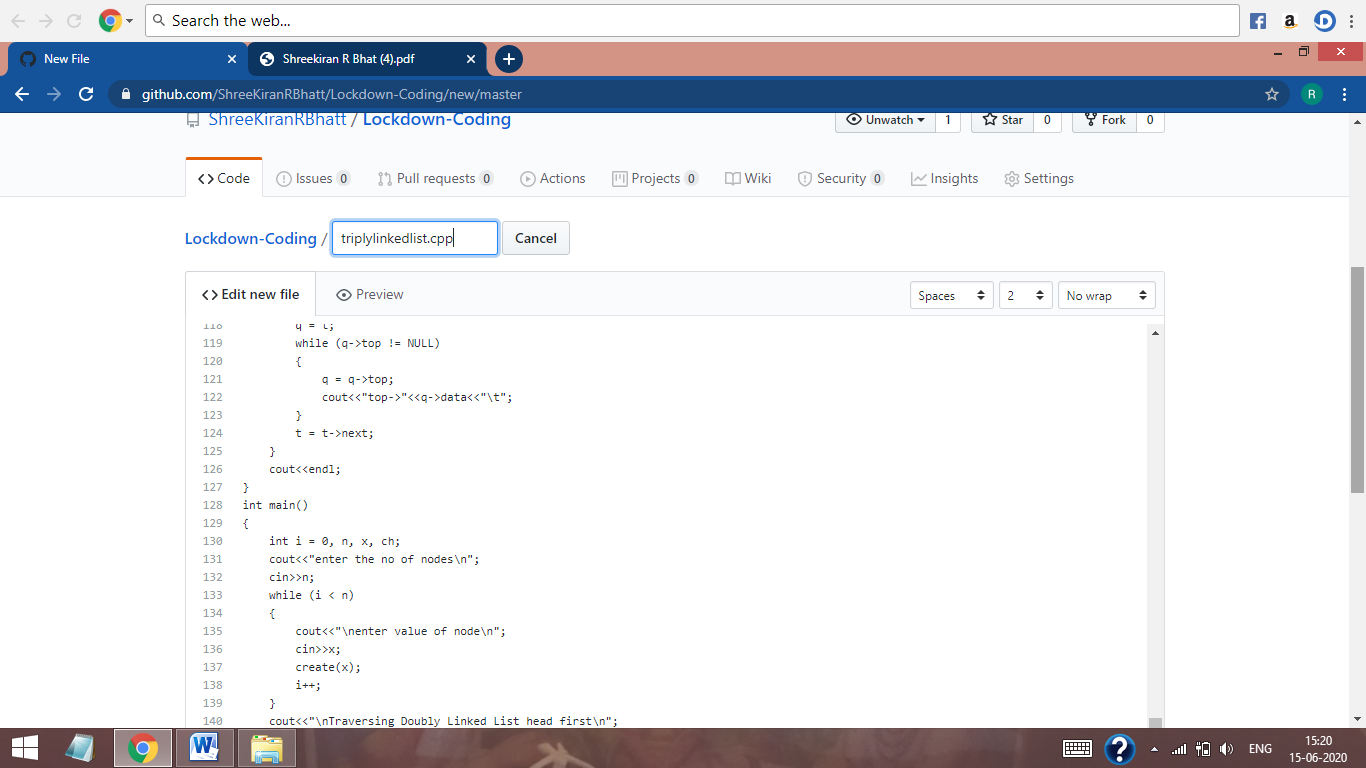 Search the web...
New File
Shreekiran R Bhat (4).pdf
github.com/ShreeKiranRBhatt/Lockdown-Coding/new/master
R
ShreeKiranRBhatt / Lockdown-Coding
Unwatch 1 Star 0 Fork 0
Code Issues 0 Pull requests 0 Actions Projects 0 Wiki Security 0 Insights Settings
Lockdown-Coding / triplylinkedlist.cpp Cancel
<> Edit new file Preview Spaces 2 No wrap
118 q = t;
119 while (q->top != NULL)
120 {
121 q = q->top;
122 cout<<"top->"<<q->data<<"\t";
123 }
124 t = t->next;
125 }
126 cout<<endl;
127 }
128 int main()
129 {
130 int i = 0, n, x, ch;
131 cout<<"enter the no of nodes\n";
132 cin>>n;
133 while (i < n)
134 {
135 cout<<"\nenter value of node\n";
136 cin>>x;
137 create(x);
138 i++;
139 }
140 cout<<"\nTraversing Doubly Linked List head first\n";
ENG
15:20
15-06-2020